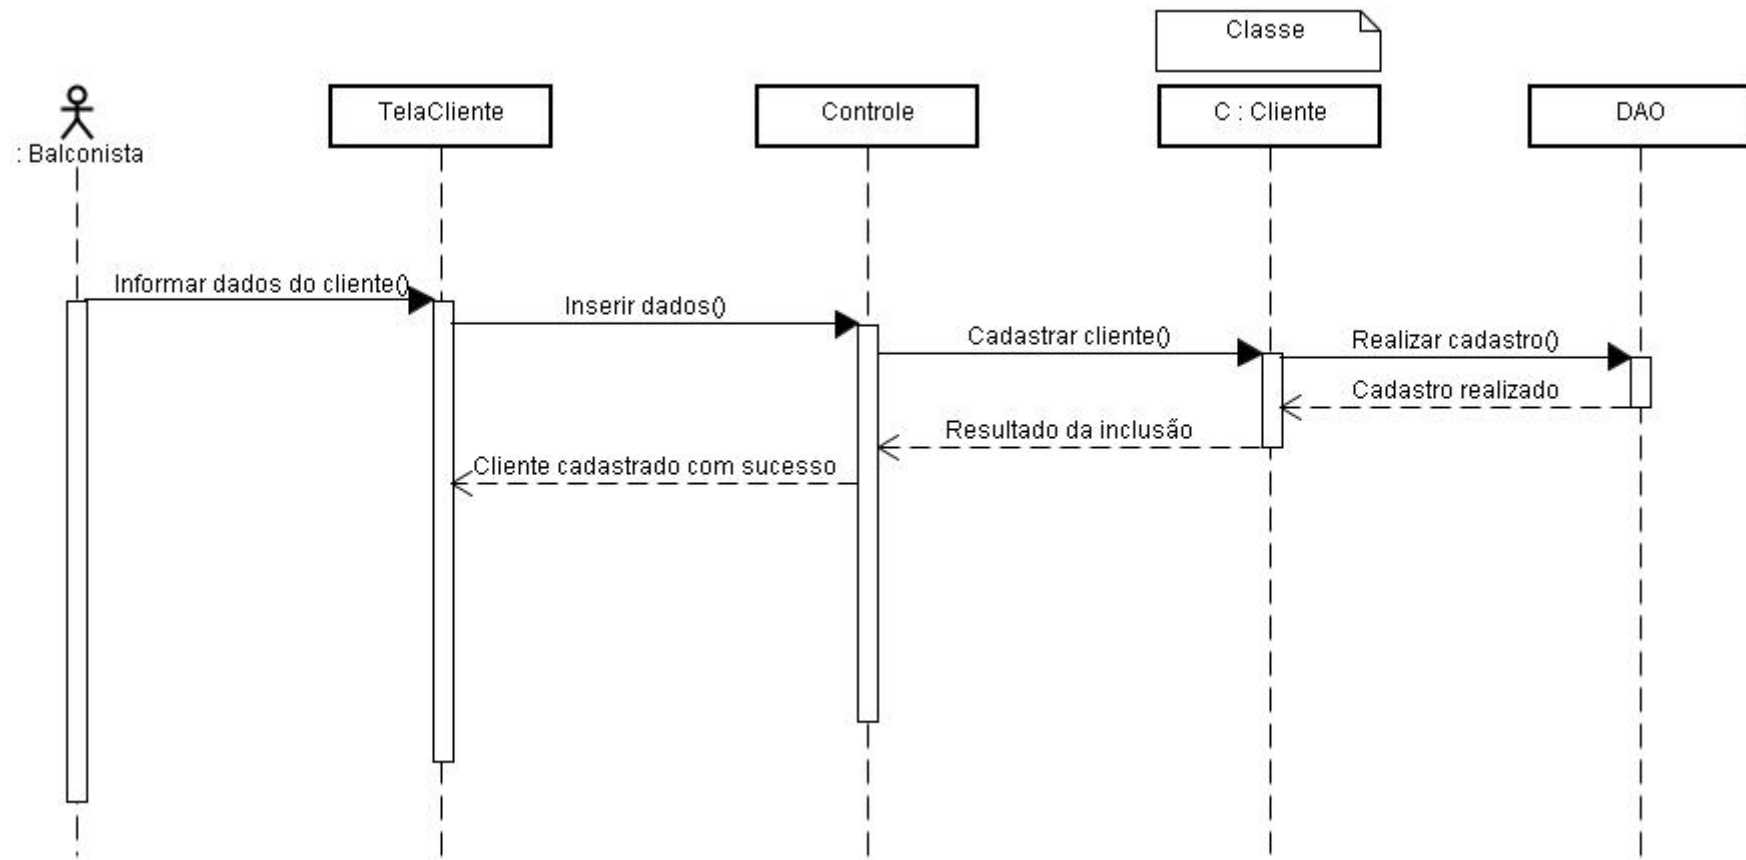 Classe
TelaCliente
Controle
C : Cliente
DAO
: Balconista
Informar dados do cliente()
Inserir dados()
Cadastrar cliente()
Realizar cadastro()
Cadastro realizado
Resultado da inclusão
Cliente cadastrado com sucesso